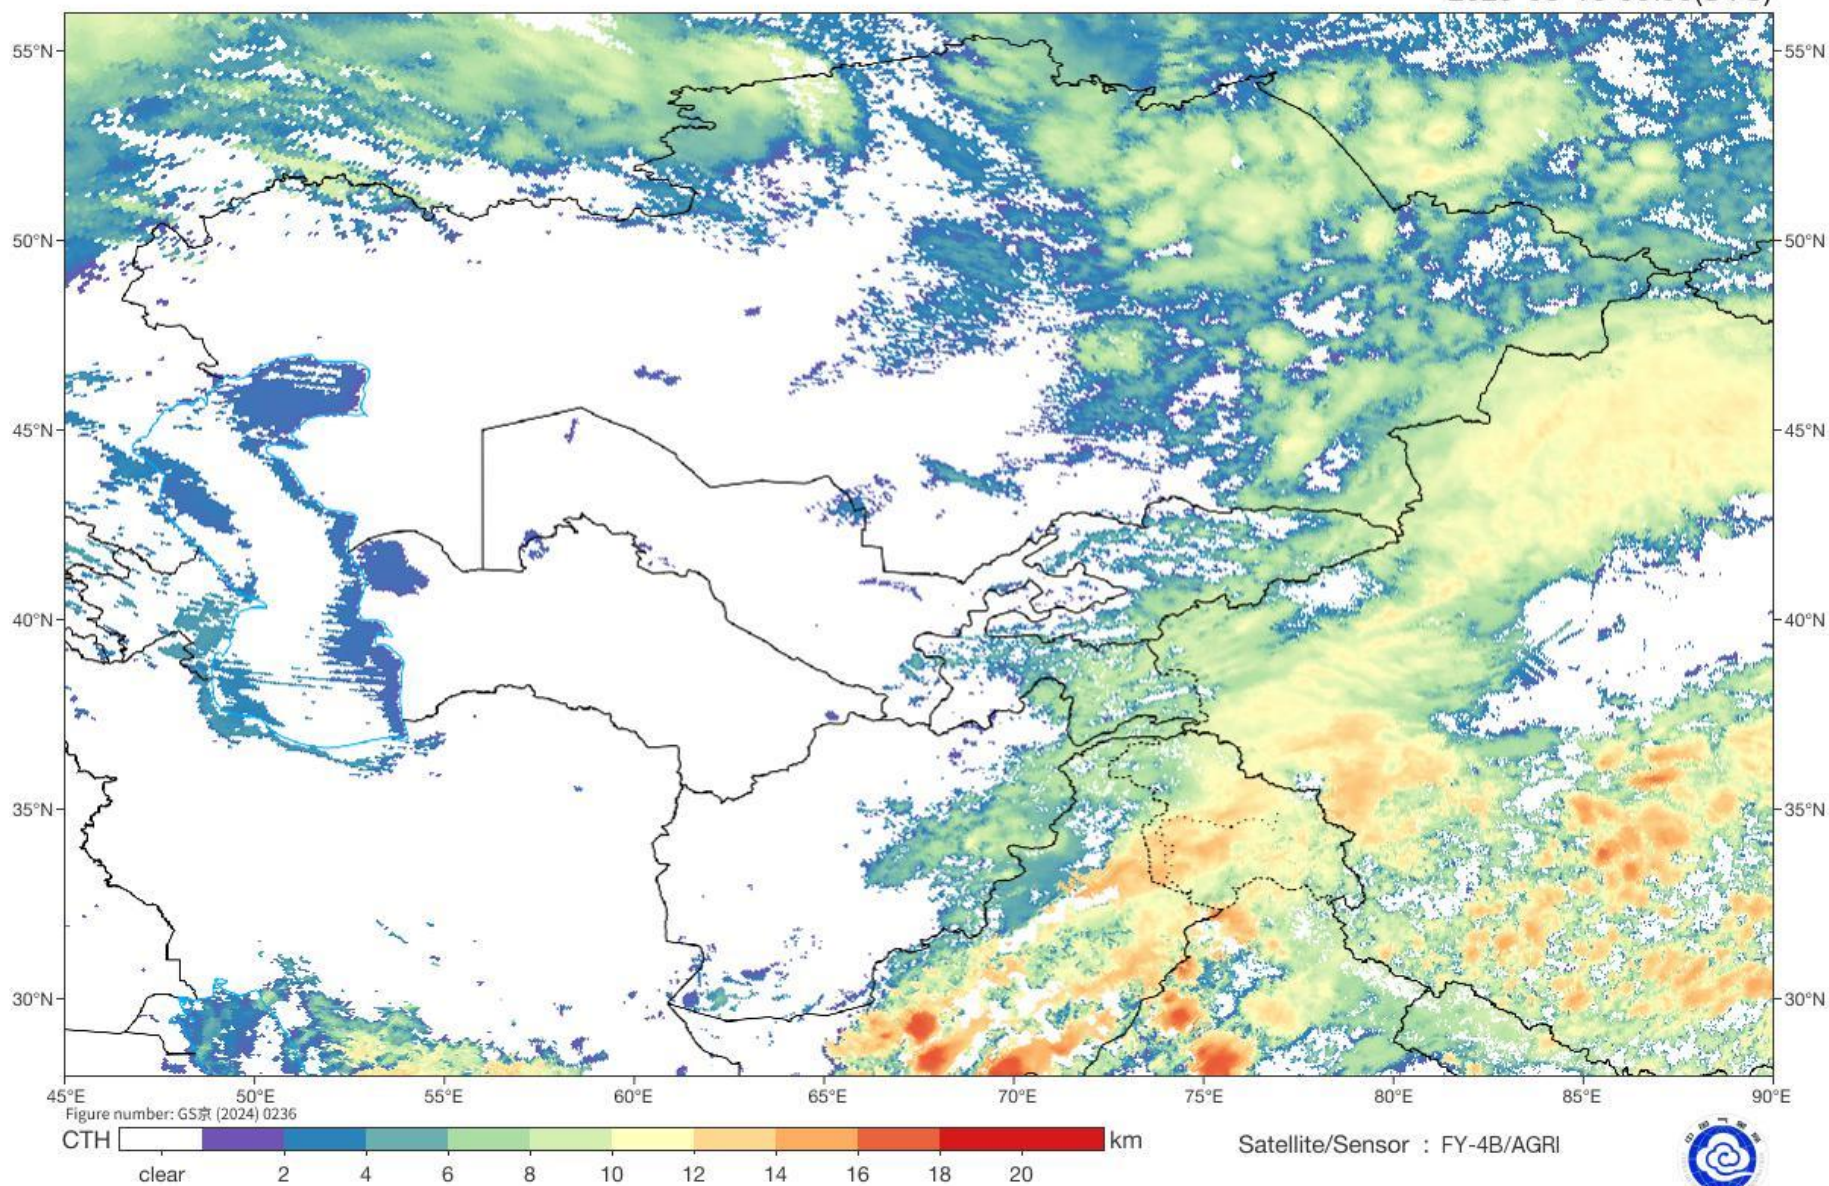 55°N
55°N
50°N
50°N
45°N
45°N
40°N
40°N
35°N
35°N
30°N
30°N
45°E
50°E
55°E
60°E
65°E
70°E
75°E
80°E
85°E
90°E
Figure number: GS京 (2024) 0236
CTH
km
clear
2
4
6
8
10
12
14
16
18
20
Satellite/Sensor : FY-4B/AGRI